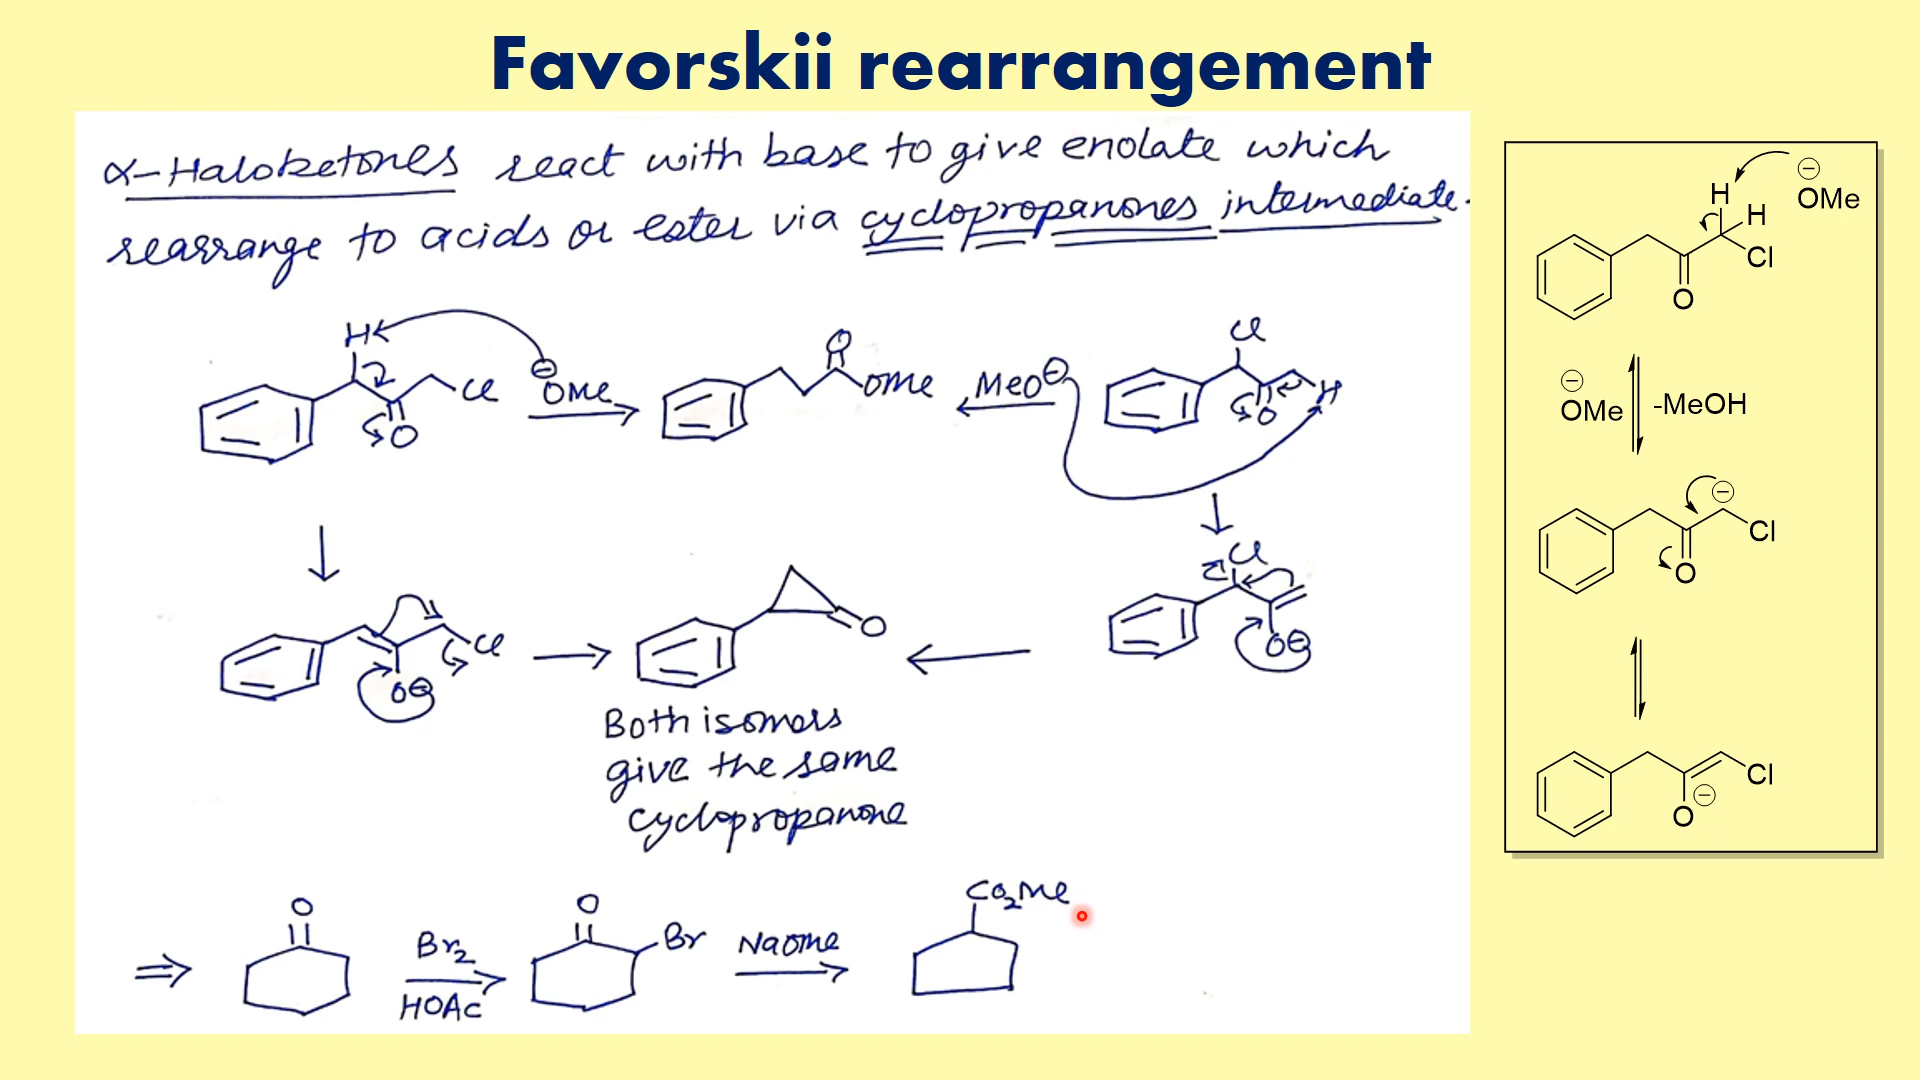 Favorskii rearrangement
α-Haloketones react with base to give enolate which
rearrange to acids or ester via cyclopropanones intermediate.
H
Cl
O
⊖
OMe
O
OMe
MeO⊖
Cl
O
H
Cl
O⊖
O
Cl
O⊖
Both isomers
give the same
cyclopropanone
⇒
O
Br₂
HOAc
O
Br
NaOMe
CO₂Me
H
H
Cl
O
⊖
OMe
⊖
OMe
-MeOH
⊖
Cl
O
Cl
⊖
O